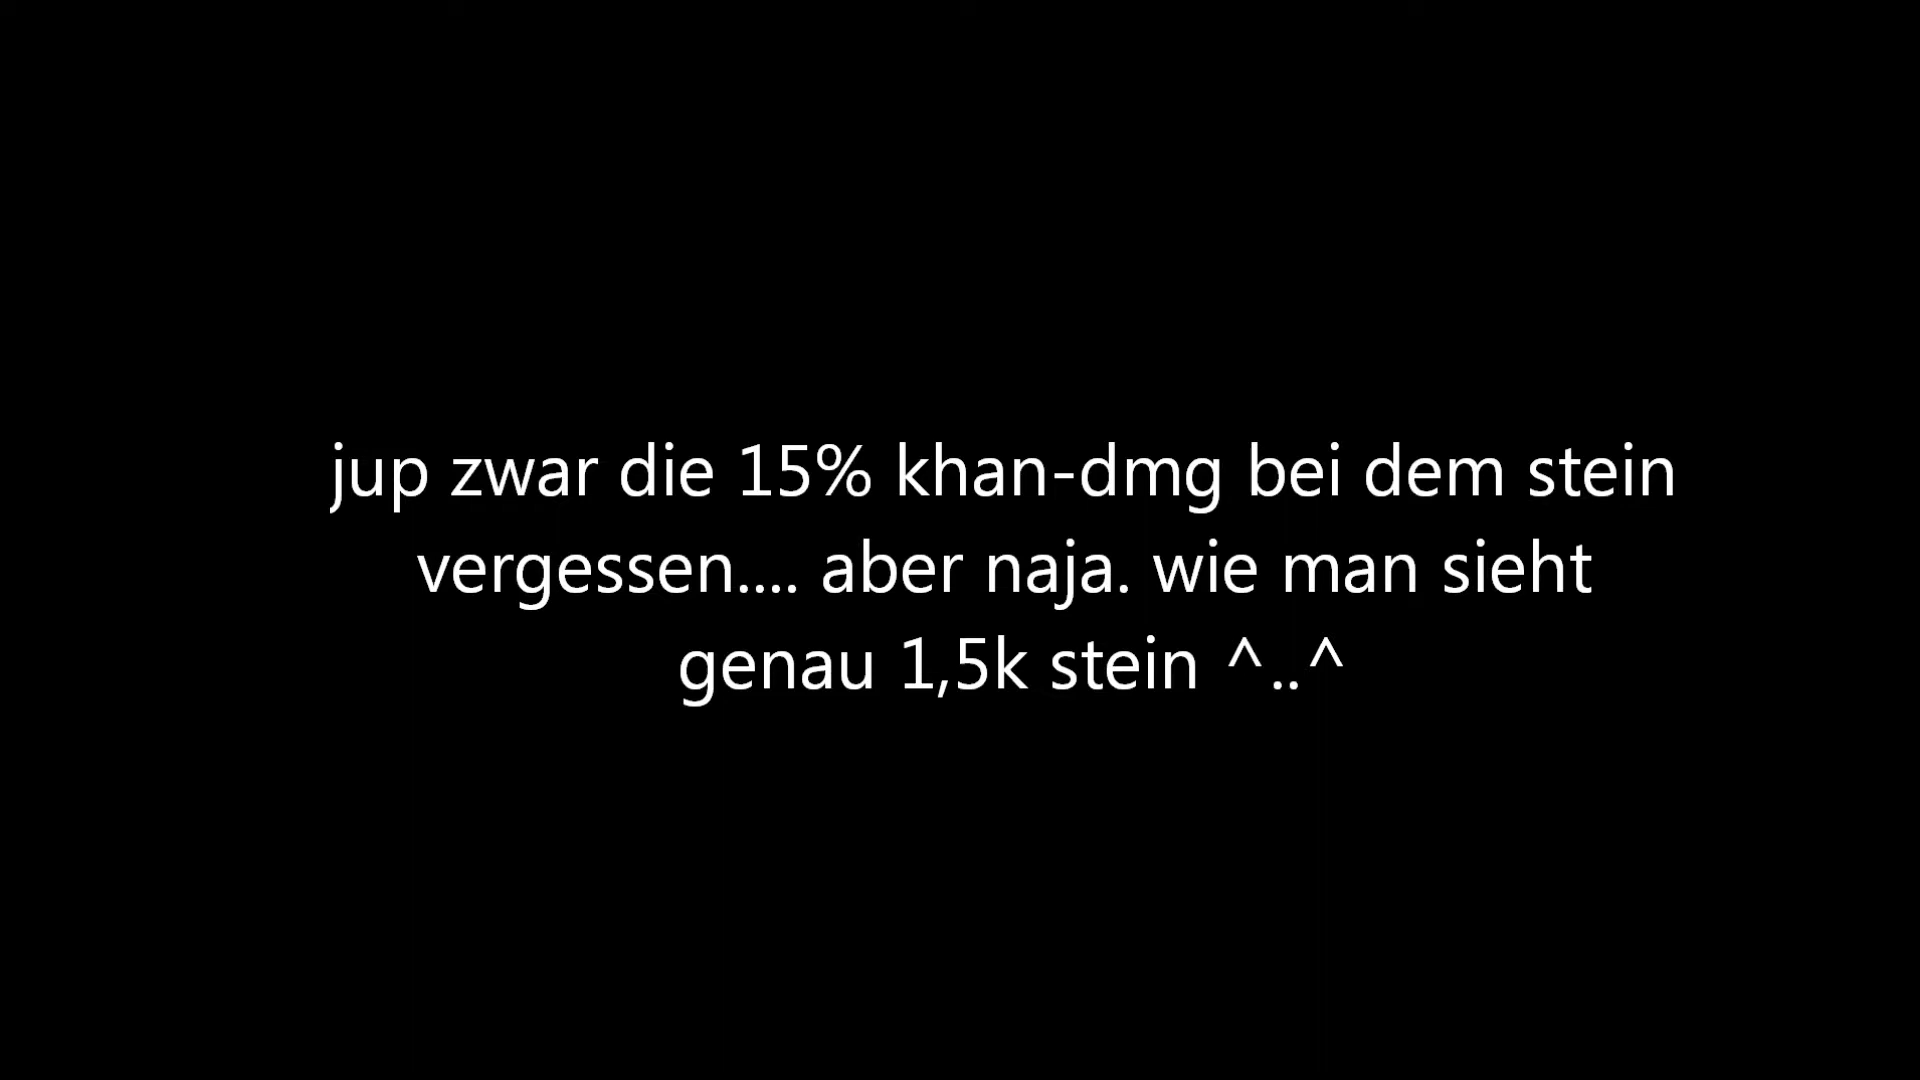 jup zwar die 15% khan-dmg bei dem stein
vergessen.... aber naja. wie man sieht
genau 1,5k stein ^..^